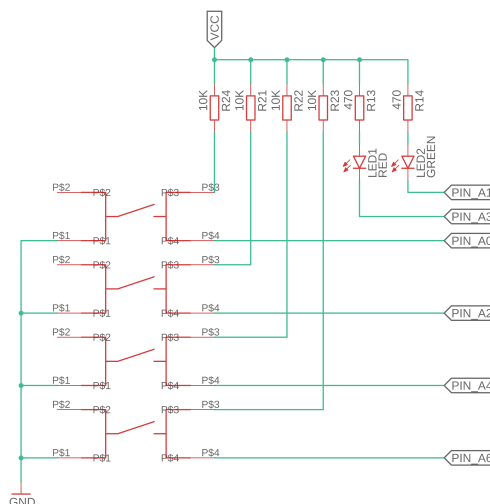 VCC
10K
R24
10K
R21
10K
R22
10K
R23
470
R13
470
R14
LED1
RED
LED2
GREEN
P$2
P$2
P$3
P$3
PIN_A1
PIN_A3
P$1
P$1
P$4
P$4
PIN_A0
P$2
P$2
P$3
P$3
P$1
P$1
P$4
P$4
PIN_A2
P$2
P$2
P$3
P$3
P$1
P$1
P$4
P$4
PIN_A4
P$2
P$2
P$3
P$3
P$1
P$1
P$4
P$4
PIN_A6
GND